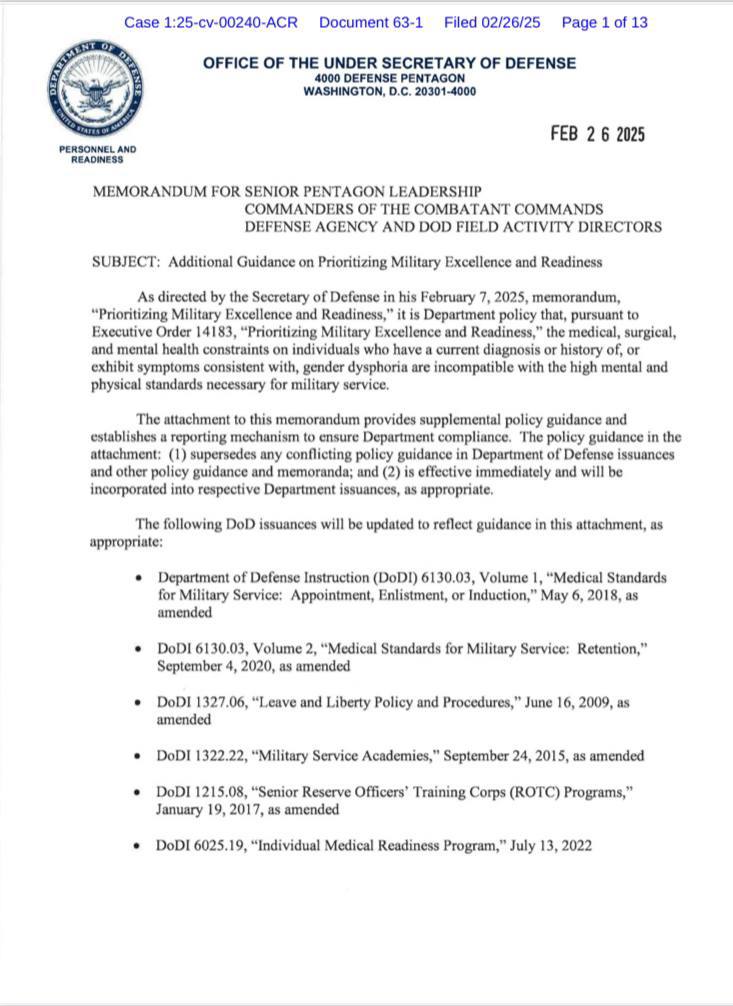 Case 1:25-cv-00240-ACR Document 63-1 Filed 02/26/25 Page 1 of 13
DEPARTMENT OF DEFENSE
UNITED STATES OF AMERICA
OFFICE OF THE UNDER SECRETARY OF DEFENSE
4000 DEFENSE PENTAGON
WASHINGTON, D.C. 20301-4000
FEB 26 2025
PERSONNEL AND
READINESS
MEMORANDUM FOR SENIOR PENTAGON LEADERSHIP
COMMANDERS OF THE COMBATANT COMMANDS
DEFENSE AGENCY AND DOD FIELD ACTIVITY DIRECTORS
SUBJECT: Additional Guidance on Prioritizing Military Excellence and Readiness
As directed by the Secretary of Defense in his February 7, 2025, memorandum,
“Prioritizing Military Excellence and Readiness,” it is Department policy that, pursuant to
Executive Order 14183, “Prioritizing Military Excellence and Readiness,” the medical, surgical,
and mental health constraints on individuals who have a current diagnosis or history of, or
exhibit symptoms consistent with, gender dysphoria are incompatible with the high mental and
physical standards necessary for military service.
The attachment to this memorandum provides supplemental policy guidance and
establishes a reporting mechanism to ensure Department compliance. The policy guidance in the
attachment: (1) supersedes any conflicting policy guidance in Department of Defense issuances
and other policy guidance and memoranda; and (2) is effective immediately and will be
incorporated into respective Department issuances, as appropriate.
The following DoD issuances will be updated to reflect guidance in this attachment, as
appropriate:
• Department of Defense Instruction (DoDI) 6130.03, Volume 1, “Medical Standards
for Military Service: Appointment, Enlistment, or Induction,” May 6, 2018, as
amended
• DoDI 6130.03, Volume 2, “Medical Standards for Military Service: Retention,”
September 4, 2020, as amended
• DoDI 1327.06, “Leave and Liberty Policy and Procedures,” June 16, 2009, as
amended
• DoDI 1322.22, “Military Service Academies,” September 24, 2015, as amended
• DoDI 1215.08, “Senior Reserve Officers’ Training Corps (ROTC) Programs,”
January 19, 2017, as amended
• DoDI 6025.19, “Individual Medical Readiness Program,” July 13, 2022